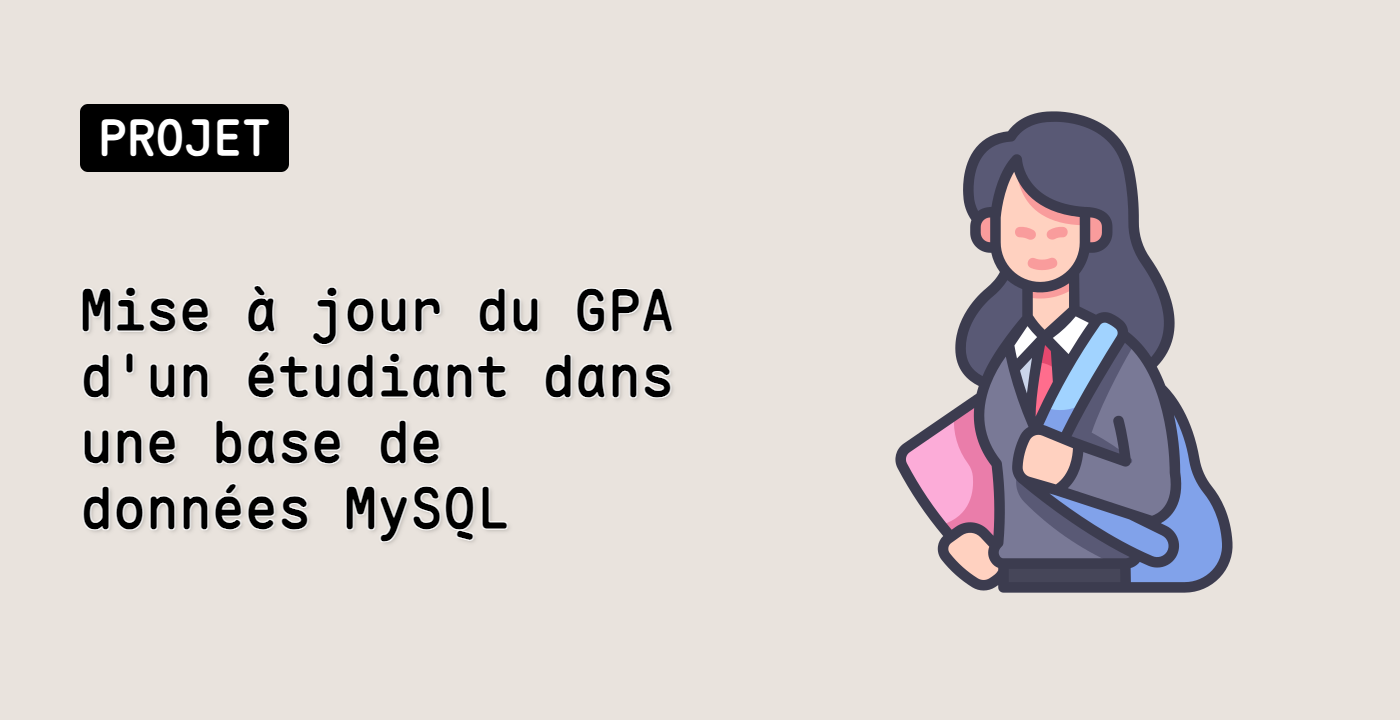 PROJET
Mise à jour du GPA
d'un étudiant dans
une base de
données MySQL